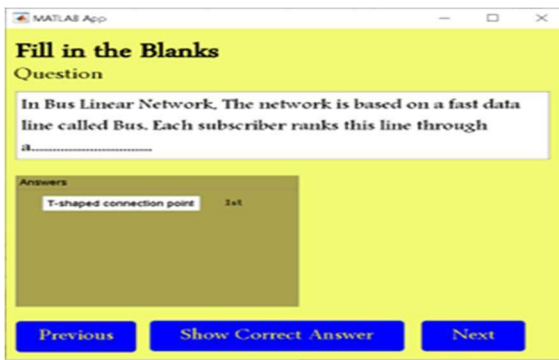 MATLAB App
Fill in the Blanks
Question
In Bus Linear Network, The network is based on a fast data
line called Bus. Each subscriber ranks this line through
a..............................
Answers
T-shaped connection point 1st
Previous Show Correct Answer Next